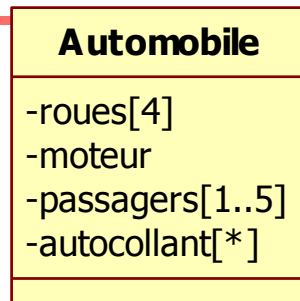 Automobile
-roues[4]
-moteur
-passagers[1..5]
-autocollant[*]